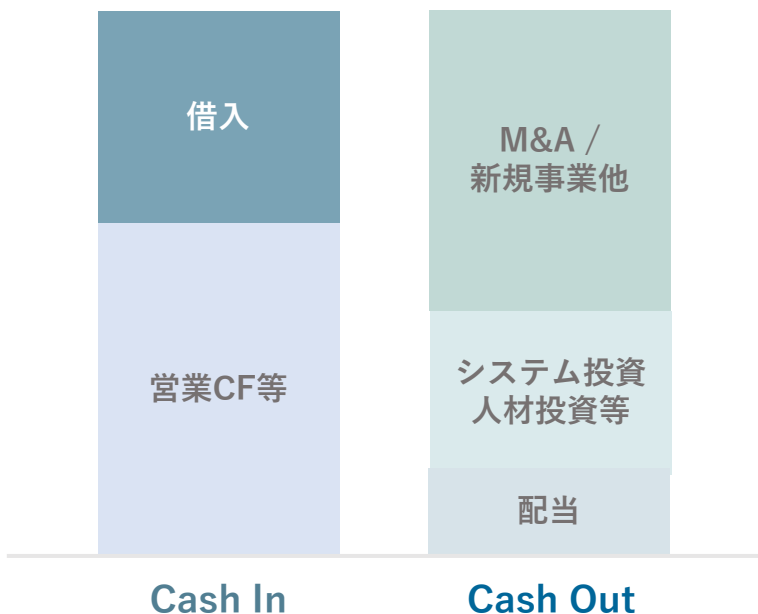 借入
営業CF等
M&A /
新規事業他
システム投資
人材投資等
配当
Cash In
Cash Out